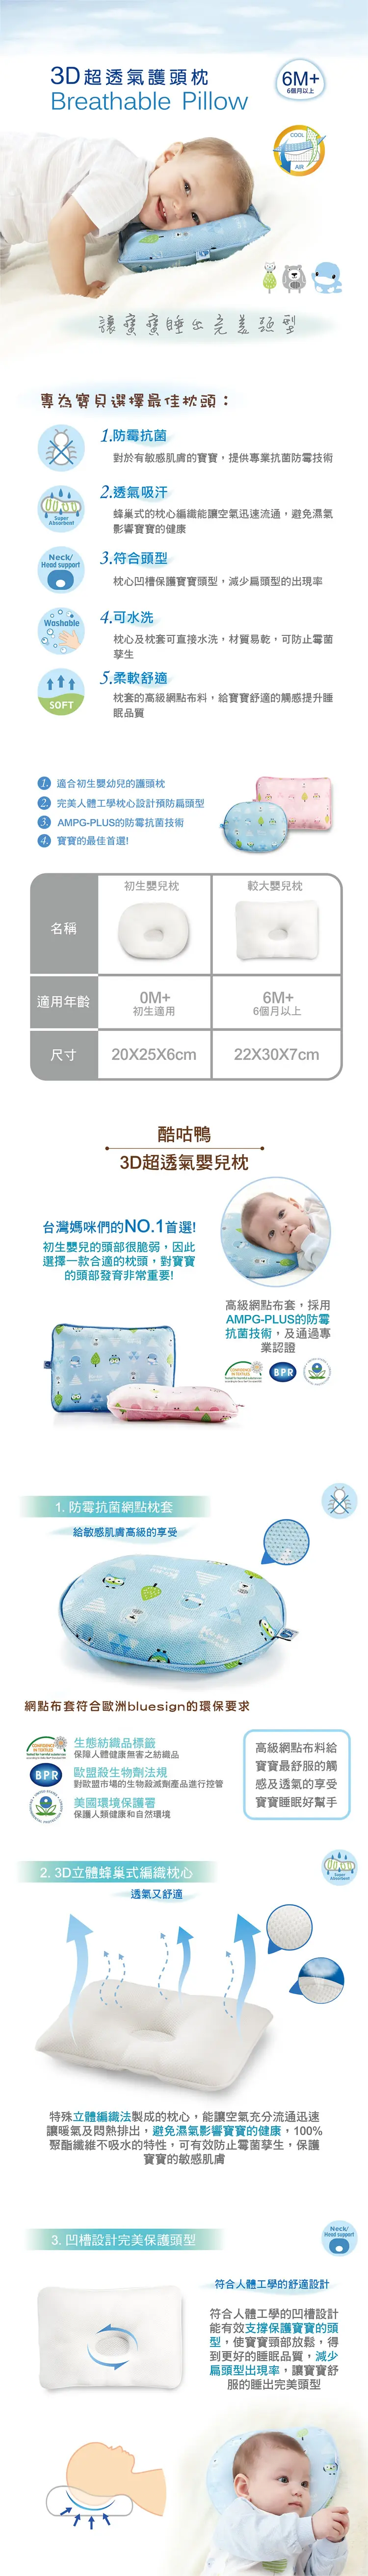 3D超透氣護頭枕
Breathable Pillow
6M+
6個月以上
COOL
AIR
讓寶寶睡出完美頭型
專為寶貝選擇最佳枕頭：
1.防霉抗菌
對於有敏感肌膚的寶寶，提供專業抗菌防霉技術
Super
Absorbent
2.透氣吸汗
蜂巢式的枕心編織能讓空氣迅速流通，避免濕氣
影響寶寶的健康
Neck/
Head support
3.符合頭型
枕心凹槽保護寶寶頭型，減少扁頭型的出現率
Washable
4.可水洗
枕心及枕套可直接水洗，材質易乾，可防止霉菌
孳生
SOFT
5.柔軟舒適
枕套的高級網點布料，給寶寶舒適的觸感提升睡
眠品質
1. 適合初生嬰幼兒的護頭枕
2. 完美人體工學枕心設計預防扁頭型
3. AMPG-PLUS的防霉抗菌技術
4. 寶寶的最佳首選!
名稱
初生嬰兒枕
較大嬰兒枕
適用年齡
0M+
初生適用
6M+
6個月以上
尺寸
20X25X6cm
22X30X7cm
酷咕鴨
3D超透氣嬰兒枕
台灣媽咪們的NO.1首選!
初生嬰兒的頭部很脆弱，因此
選擇一款合適的枕頭，對寶寶
的頭部發育非常重要!
高級網點布套，採用
AMPG-PLUS的防霉
抗菌技術，及通過專
業認證
CONFIDENCE
IN TEXTILES
BPR
1. 防霉抗菌網點枕套
給敏感肌膚高級的享受
網點布套符合歐洲bluesign的環保要求
CONFIDENCE
IN TEXTILES
生態紡織品標籤
保障人體健康無害之紡織品
BPR
歐盟殺生物劑法規
對歐盟市場的生物殺滅劑產品進行控管
美國環境保護署
保護人類健康和自然環境
高級網點布料給
寶寶最舒服的觸
感及透氣的享受
寶寶睡眠好幫手
2. 3D立體蜂巢式編織枕心
透氣又舒適
Super
Absorbent
特殊立體編織法製成的枕心，能讓空氣充分流通迅速
讓暖氣及悶熱排出，避免濕氣影響寶寶的健康，100%
聚酯纖維不吸水的特性，可有效防止霉菌孳生，保護
寶寶的敏感肌膚
3. 凹槽設計完美保護頭型
Neck/
Head support
符合人體工學的舒適設計
符合人體工學的凹槽設計
能有效支撐保護寶寶的頭
型，使寶寶頸部放鬆，得
到更好的睡眠品質，減少
扁頭型出現率，讓寶寶舒
服的睡出完美頭型